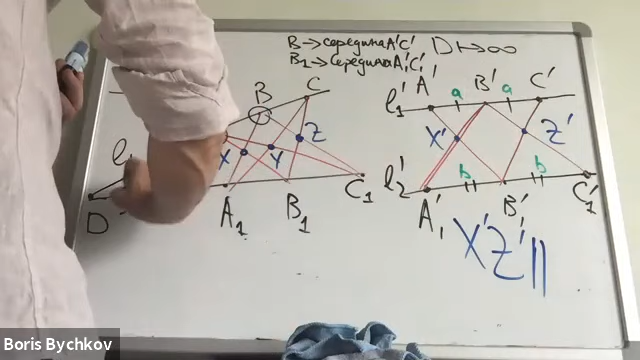 B → середина A'C'
B₁ → середина A₁'C₁'
D ↦ ∞
B
C
l₁
X
Y
Z
D
A₁
B₁
C₁
l₁'
A'
a
B'
a
C'
X'
Z'
l₂'
b
b
A₁'
B₁'
C₁'
X'Z' ||
Boris Bychkov